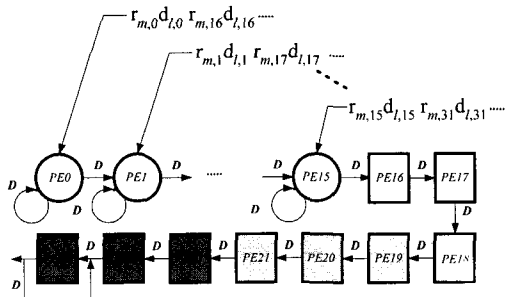 r_{m,0}d_{l,0} r_{m,16}d_{l,16} .....
r_{m,1}d_{l,1} r_{m,17}d_{l,17} .....
r_{m,15}d_{l,15} r_{m,31}d_{l,31} .....
D PE0 D D PE1 D ..... D D PE15 D PE16 D PE17
D
D D D D PE21 D PE20 D PE19 D PE18